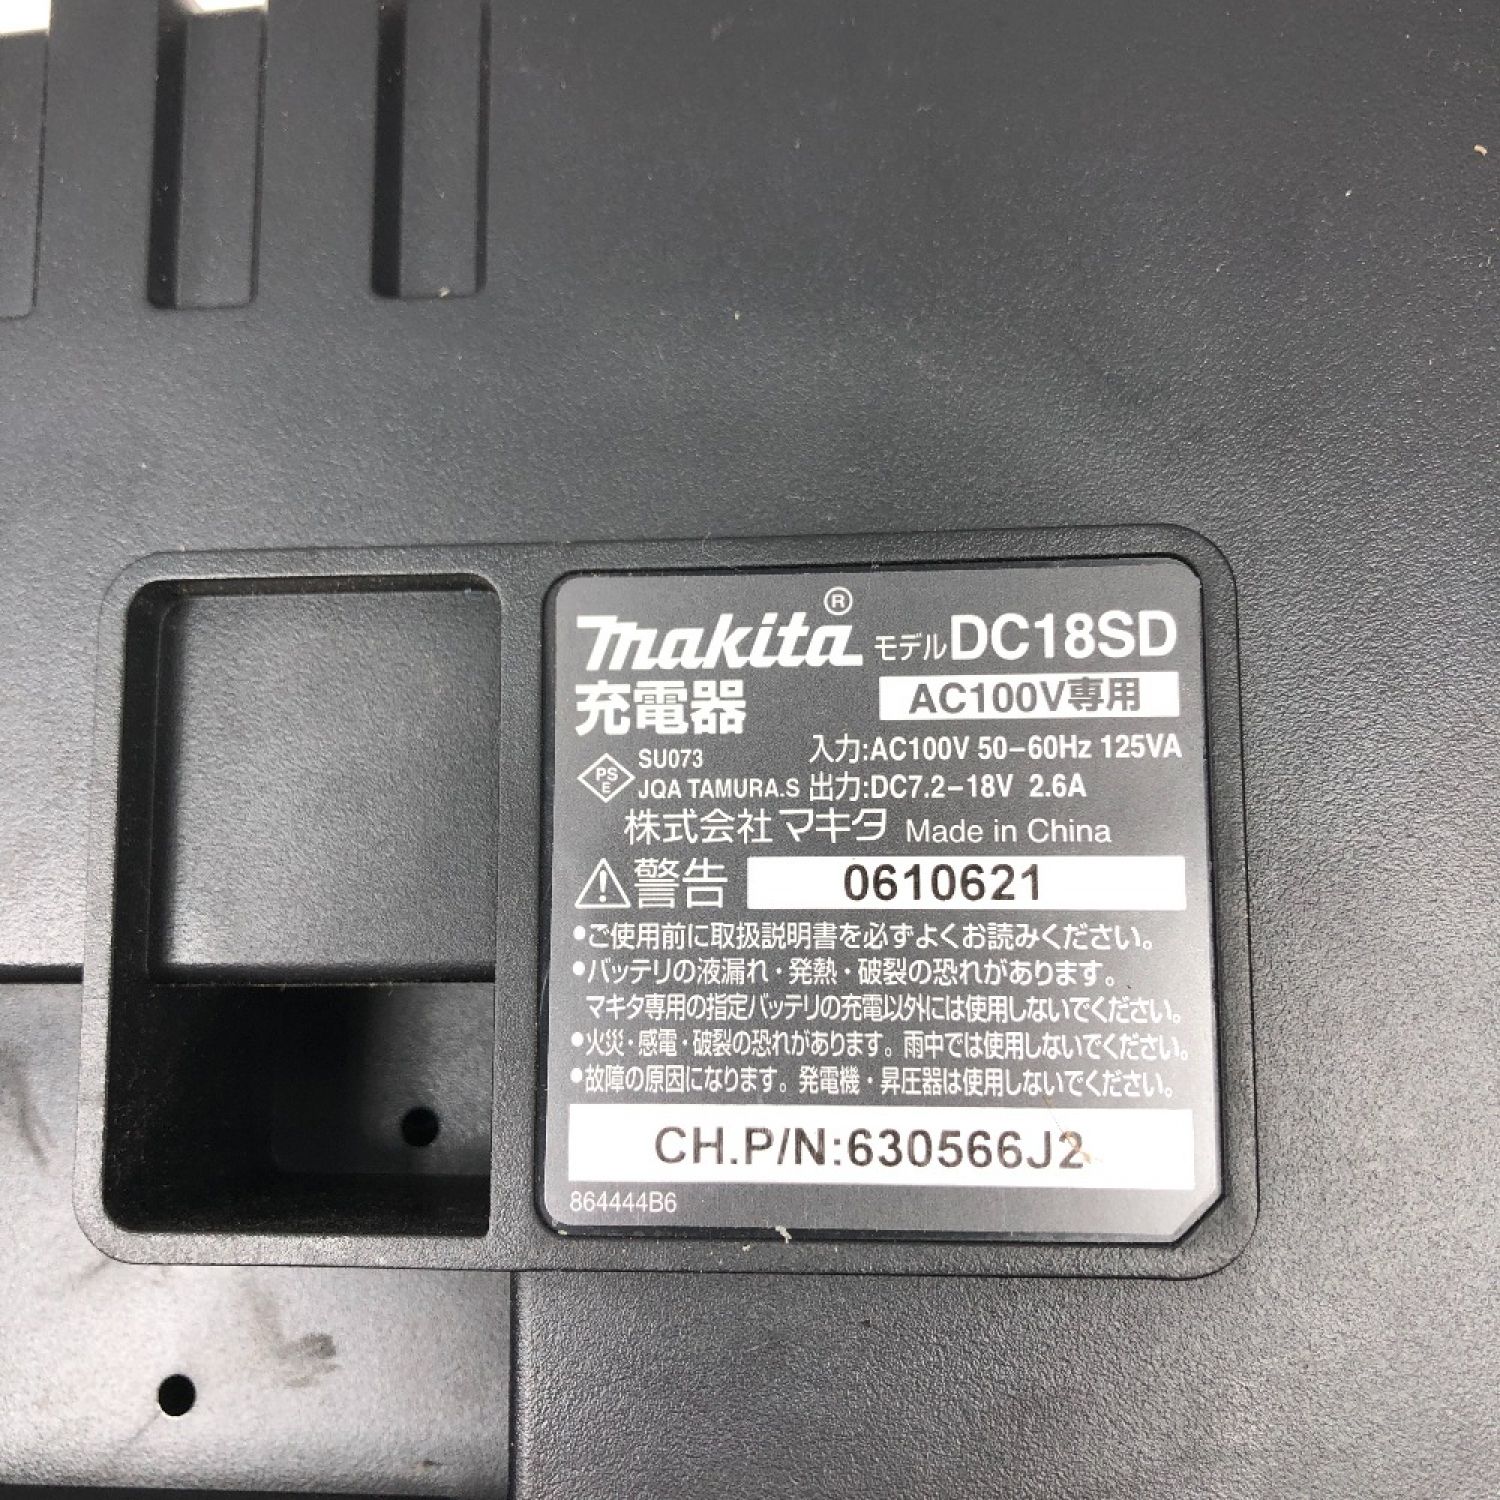 makita® モデル DC18SD
充電器 AC100V専用
PS E SU073 入力:AC100V 50-60Hz 125VA
JQA TAMURA.S 出力:DC7.2-18V 2.6A
株式会社マキタ Made in China
警告 0610621
•ご使用前に取扱説明書を必ずよくお読みください。
•バッテリの液漏れ・発熱・破裂の恐れがあります。
マキタ専用の指定バッテリの充電以外には使用しないでください。
•火災・感電・破裂の恐れがあります。雨中では使用しないでください。
•故障の原因になります。発電機・昇圧器は使用しないでください。
CH.P/N:630566J2
864444B6